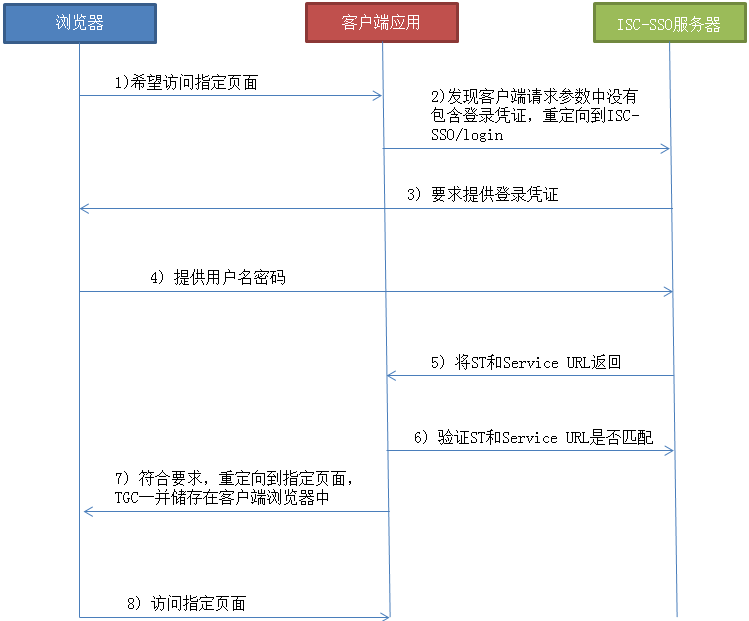 浏览器
客户端应用
ISC-SSO服务器
1)希望访问指定页面
2)发现客户端请求参数中没有
包含登录凭证, 重定向到ISC-
SSO/login
3) 要求提供登录凭证
4) 提供用户名密码
5) 将ST和Service URL返回
6) 验证ST和Service URL是否匹配
7) 符合要求, 重定向到指定页面,
TGC一并储存在客户端浏览器中
8) 访问指定页面